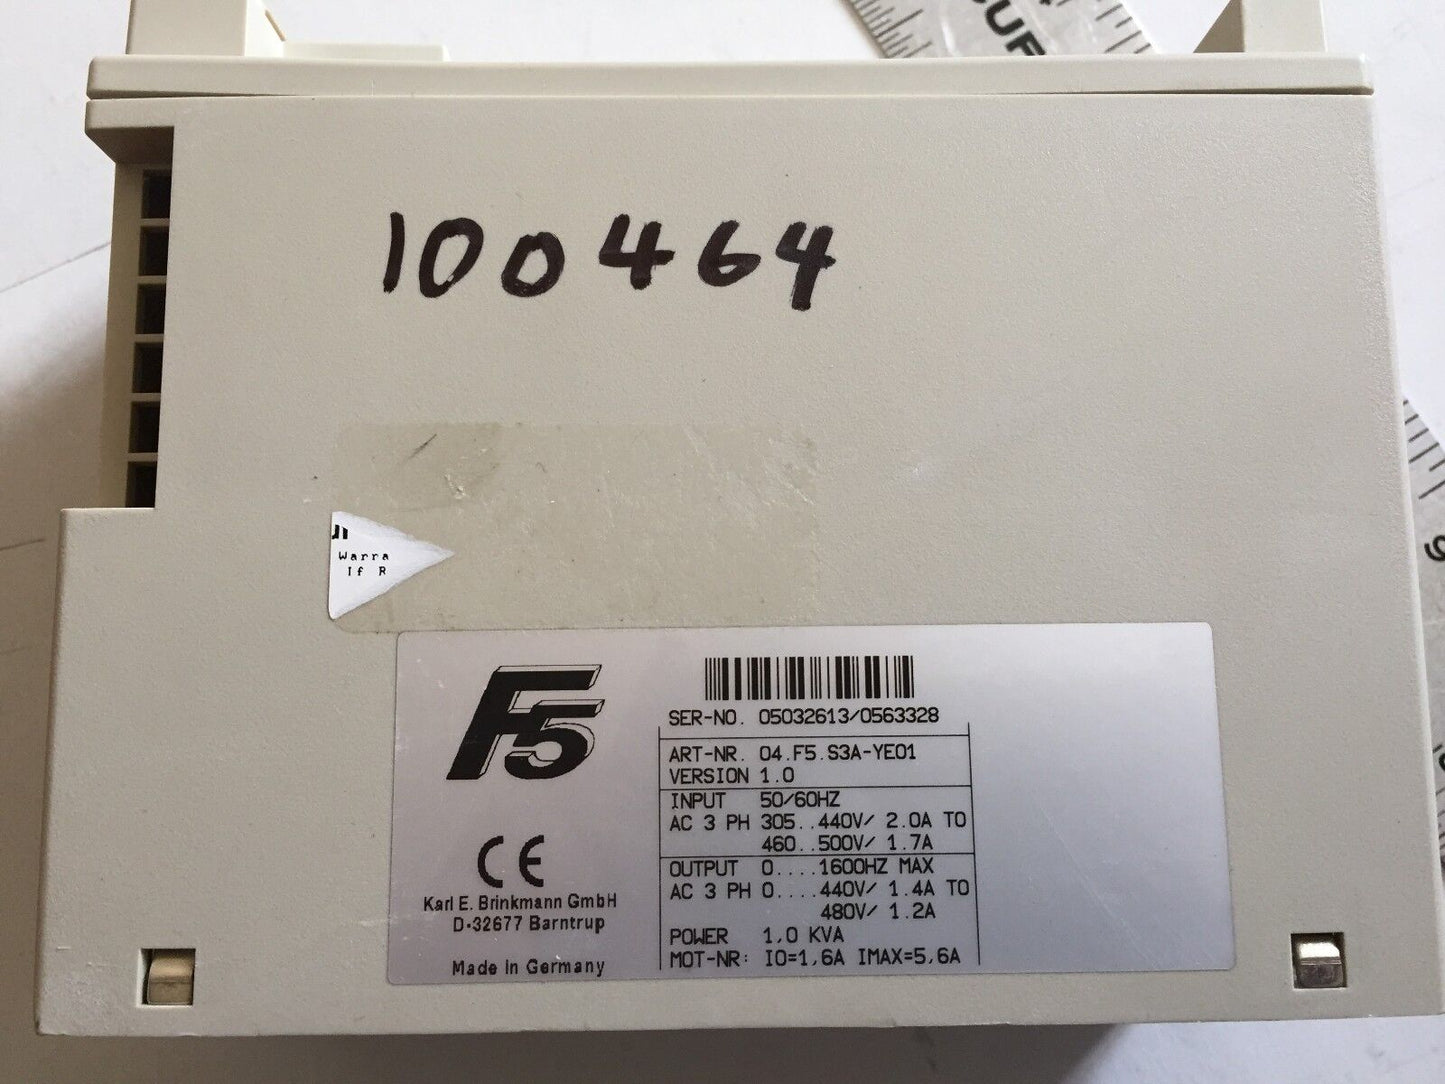 100464
Warra
If R
F5
SER-NO. 05032613/0563328
ART-NR. 04.F5.S3A-YE01
VERSION 1.0
INPUT 50/60HZ
AC 3 PH 305..440V/ 2.0A TO
460..500V/ 1.7A
OUTPUT 0....1600HZ MAX
AC 3 PH 0....440V/ 1.4A TO
480V/ 1.2A
POWER 1,0 KVA
MOT-NR: IO=1,6A IMAX=5,6A
CE
Karl E. Brinkmann GmbH
D-32677 Barntrup
Made in Germany